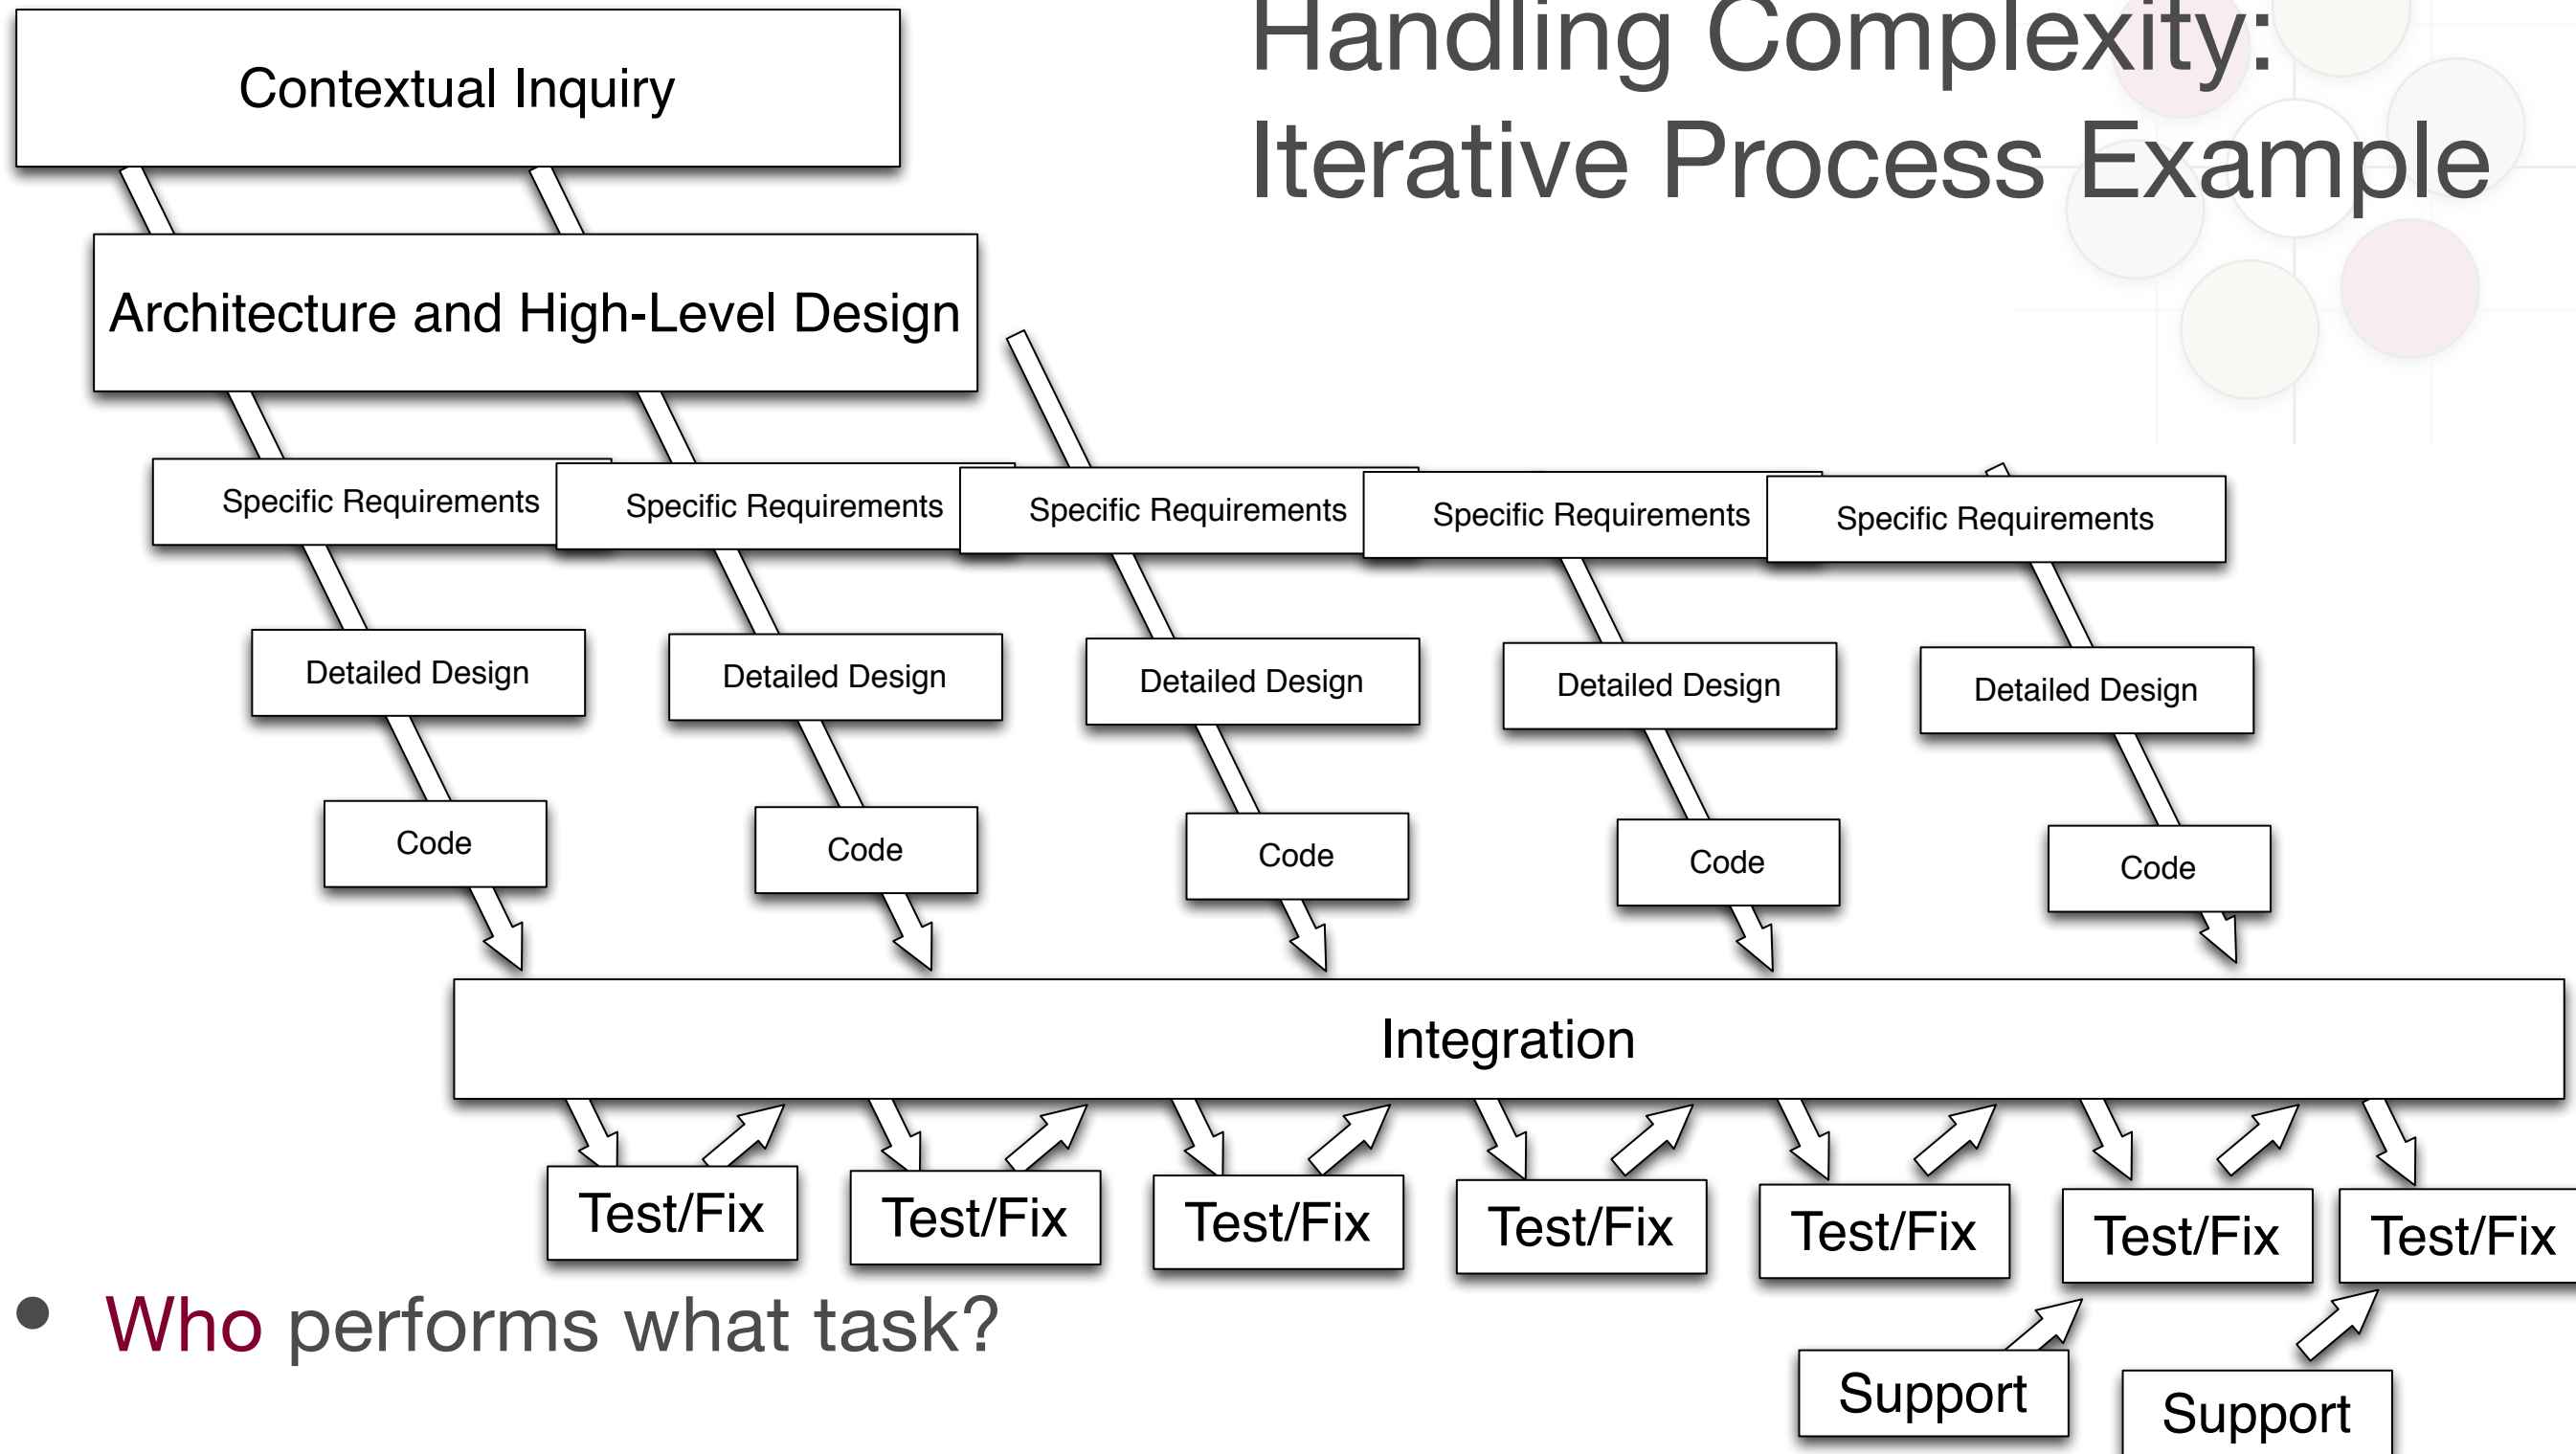 Handling Complexity:
Iterative Process Example
Contextual Inquiry
Architecture and High-Level Design
Specific Requirements
Specific Requirements
Specific Requirements
Specific Requirements
Specific Requirements
Detailed Design
Detailed Design
Detailed Design
Detailed Design
Detailed Design
Code
Code
Code
Code
Code
Integration
Test/Fix
Test/Fix
Test/Fix
Test/Fix
Test/Fix
Test/Fix
Test/Fix
• Who performs what task?
Support
Support